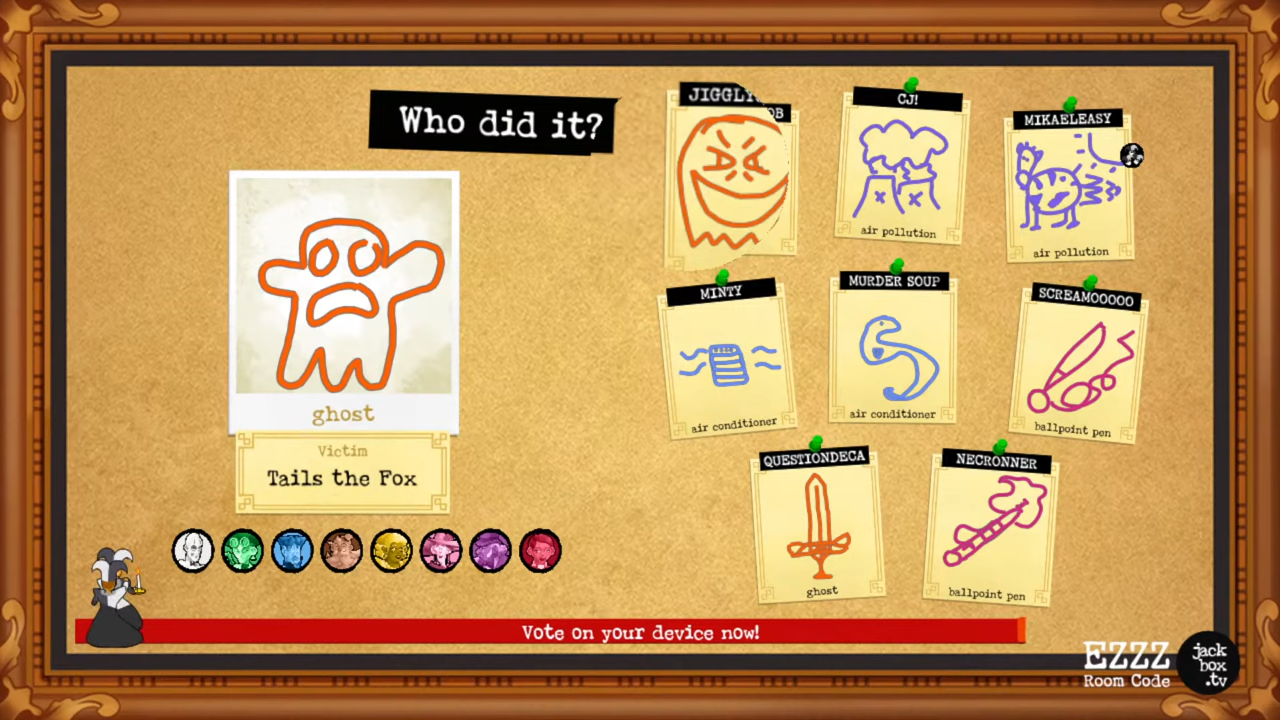 Who did it?
ghost
Victim
Tails the Fox
CJ!
air pollution
MIKAELEASY
air pollution
MINTY
air conditioner
MURDER SOUP
air conditioner
SCREAMOOOOO
ballpoint pen
QUESTIONDECA
ghost
NECRONNER
ballpoint pen
Vote on your device now!
EZZZ
Room Code
jack
box
.tv